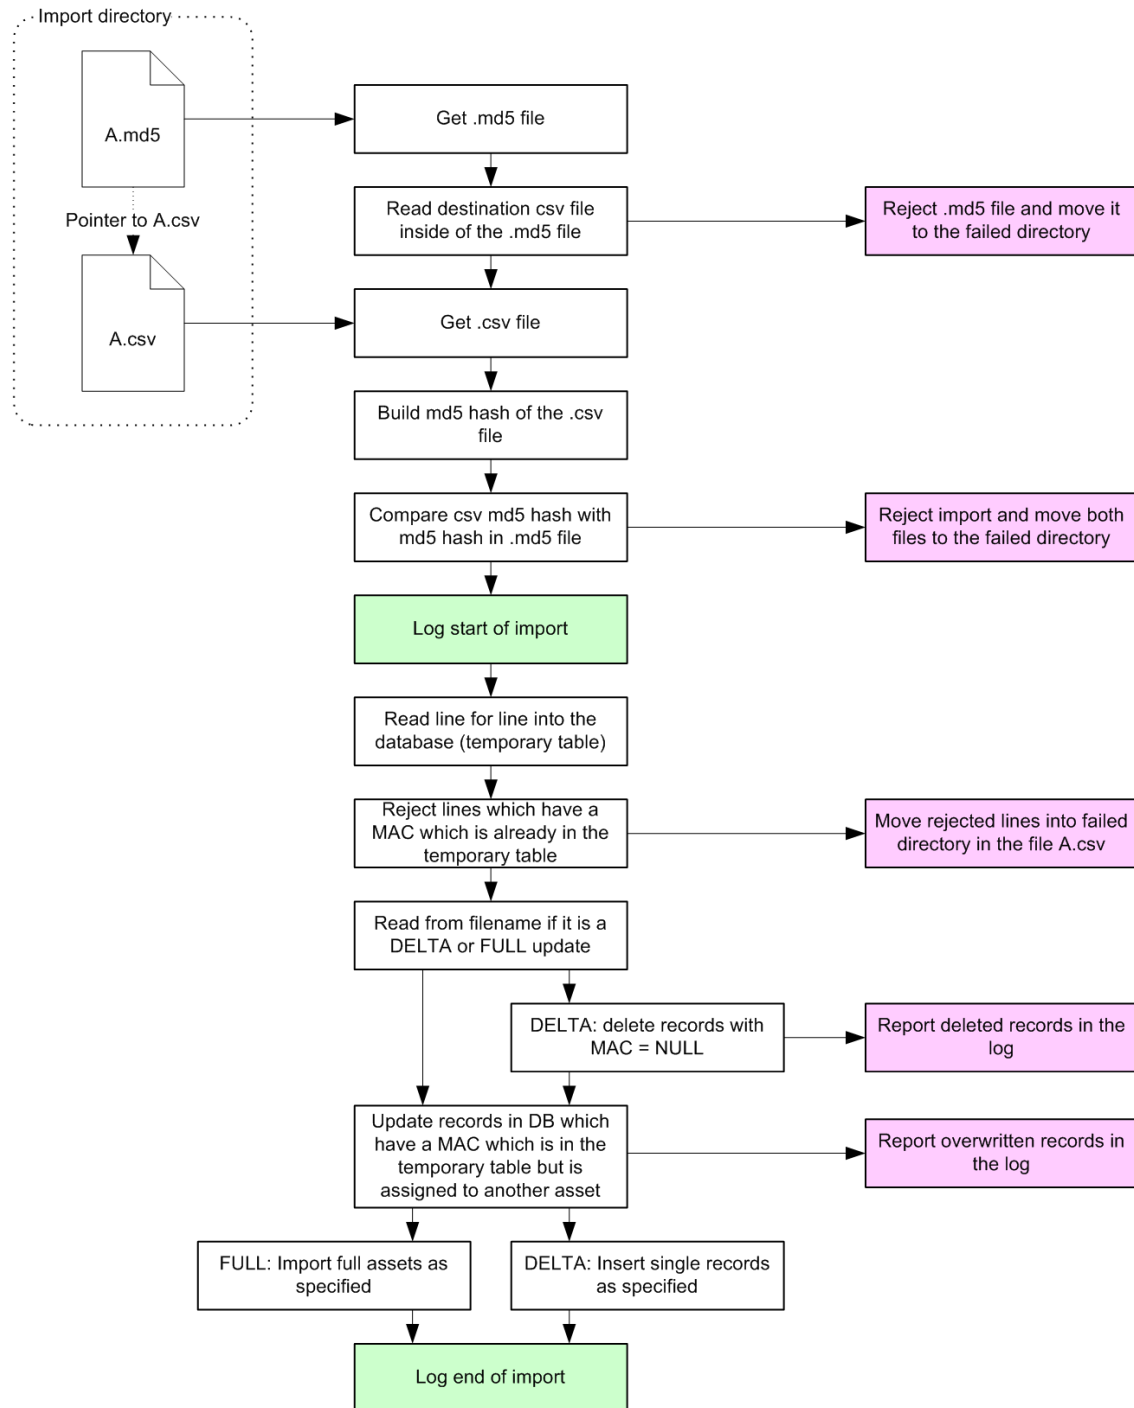 Import directory
A.md5
Get .md5 file
Pointer to A.csv
Read destination csv file
inside of the .md5 file
Reject .md5 file and move it
to the failed directory
A.csv
Get .csv file
Build md5 hash of the .csv
file
Compare csv md5 hash with
md5 hash in .md5 file
Reject import and move both
files to the failed directory
Log start of import
Read line for line into the
database (temporary table)
Reject lines which have a
MAC which is already in the
temporary table
Move rejected lines into failed
directory in the file A.csv
Read from filename if it is a
DELTA or FULL update
DELTA: delete records with
MAC = NULL
Report deleted records in the
log
Update records in DB which
have a MAC which is in the
temporary table but is
assigned to another asset
Report overwritten records in
the log
FULL: Import full assets as
specified
DELTA: Insert single records
as specified
Log end of import